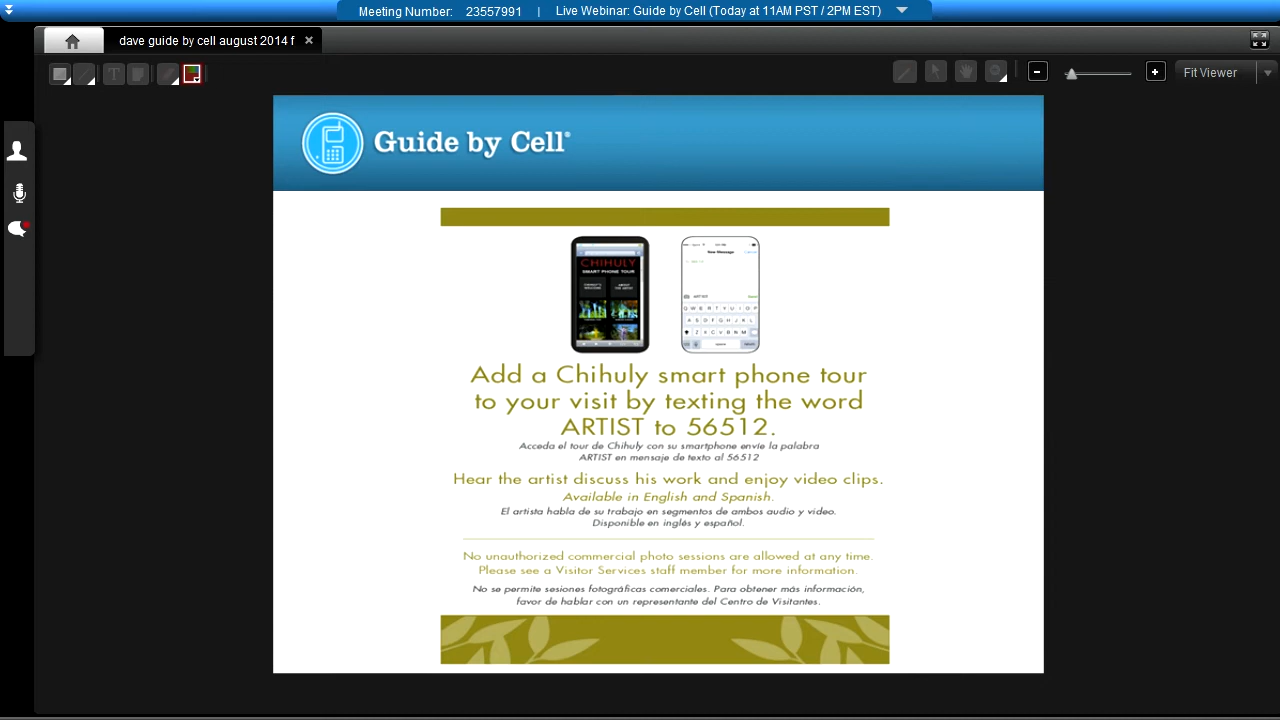 Meeting Number: 23557991 | Live Webinar: Guide by Cell (Today at 11AM PST / 2PM EST)
dave guide by cell august 2014 f ×
T
Fit Viewer
Guide by Cell®
CHIHULY
SMART PHONE TOUR
New Message
ARTIST
Send
Q W E R T Y U I O P
A S D F G H J K L
Z X C V B N M
space
Add a Chihuly smart phone tour
to your visit by texting the word
ARTIST to 56512.
Acceda el tour de Chihuly con su smartphone envíe la palabra
ARTIST en mensaje de texto al 56512
Hear the artist discuss his work and enjoy video clips.
Available in English and Spanish.
El artista habla de su trabajo en segmentos de ambos audio y video.
Disponible en inglés y español.
No unauthorized commercial photo sessions are allowed at any time.
Please see a Visitor Services staff member for more information.
No se permite sesiones fotográficas comerciales. Para obtener más información,
favor de hablar con un representante del Centro de Visitantes.